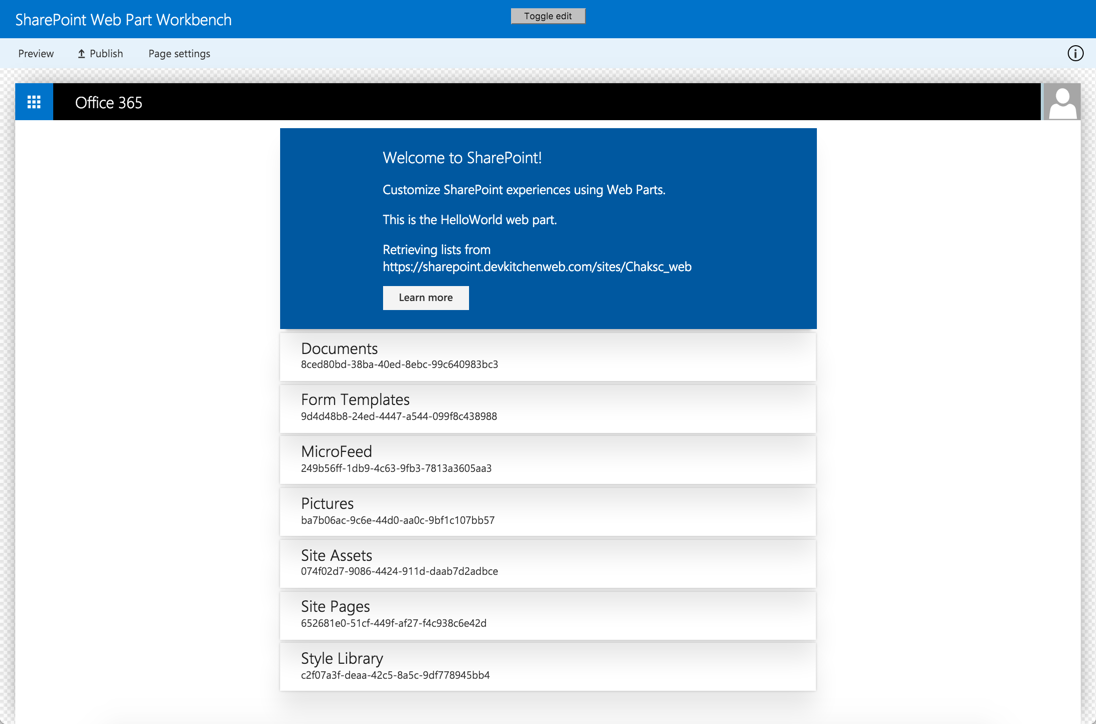 SharePoint Web Part Workbench
Toggle edit
Preview
Publish
Page settings
Office 365
Welcome to SharePoint!
Customize SharePoint experiences using Web Parts.
This is the HelloWorld web part.
Retrieving lists from
https://sharepoint.devkitchenweb.com/sites/Chaksc_web
Learn more
Documents
8ced80bd-38ba-40ed-8ebc-99c640983bc3
Form Templates
9d4d48b8-24ed-4447-a544-099f8c438988
MicroFeed
249b56ff-1db9-4c63-9fb3-7813a3605aa3
Pictures
ba7b06ac-9c6e-44d0-aa0c-9bf1c107bb57
Site Assets
074f02d7-9086-4424-911d-daab7d2adbce
Site Pages
652681e0-51cf-449f-af27-f4c938c6e42d
Style Library
c2f07a3f-deaa-42c5-8a5c-9df778945bb4